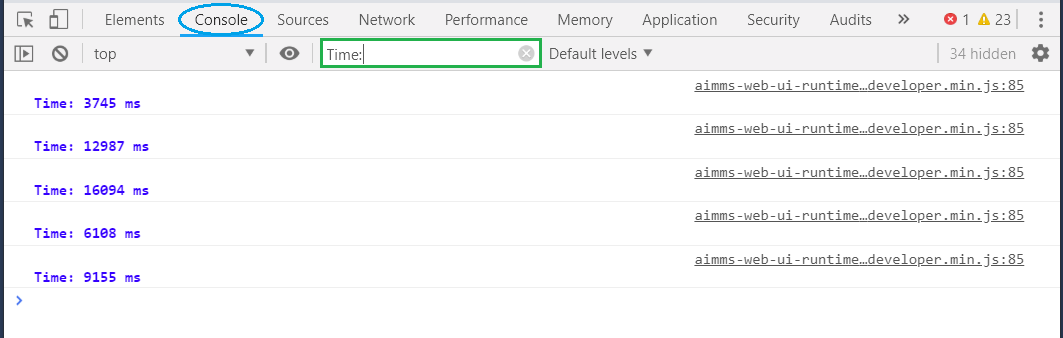 Elements Console Sources Network Performance Memory Application Security Audits » 1 23
top Time: Default levels 34 hidden
aimms-web-ui-runtime…developer.min.js:85
Time: 3745 ms
aimms-web-ui-runtime…developer.min.js:85
Time: 12987 ms
aimms-web-ui-runtime…developer.min.js:85
Time: 16094 ms
aimms-web-ui-runtime…developer.min.js:85
Time: 6108 ms
aimms-web-ui-runtime…developer.min.js:85
Time: 9155 ms